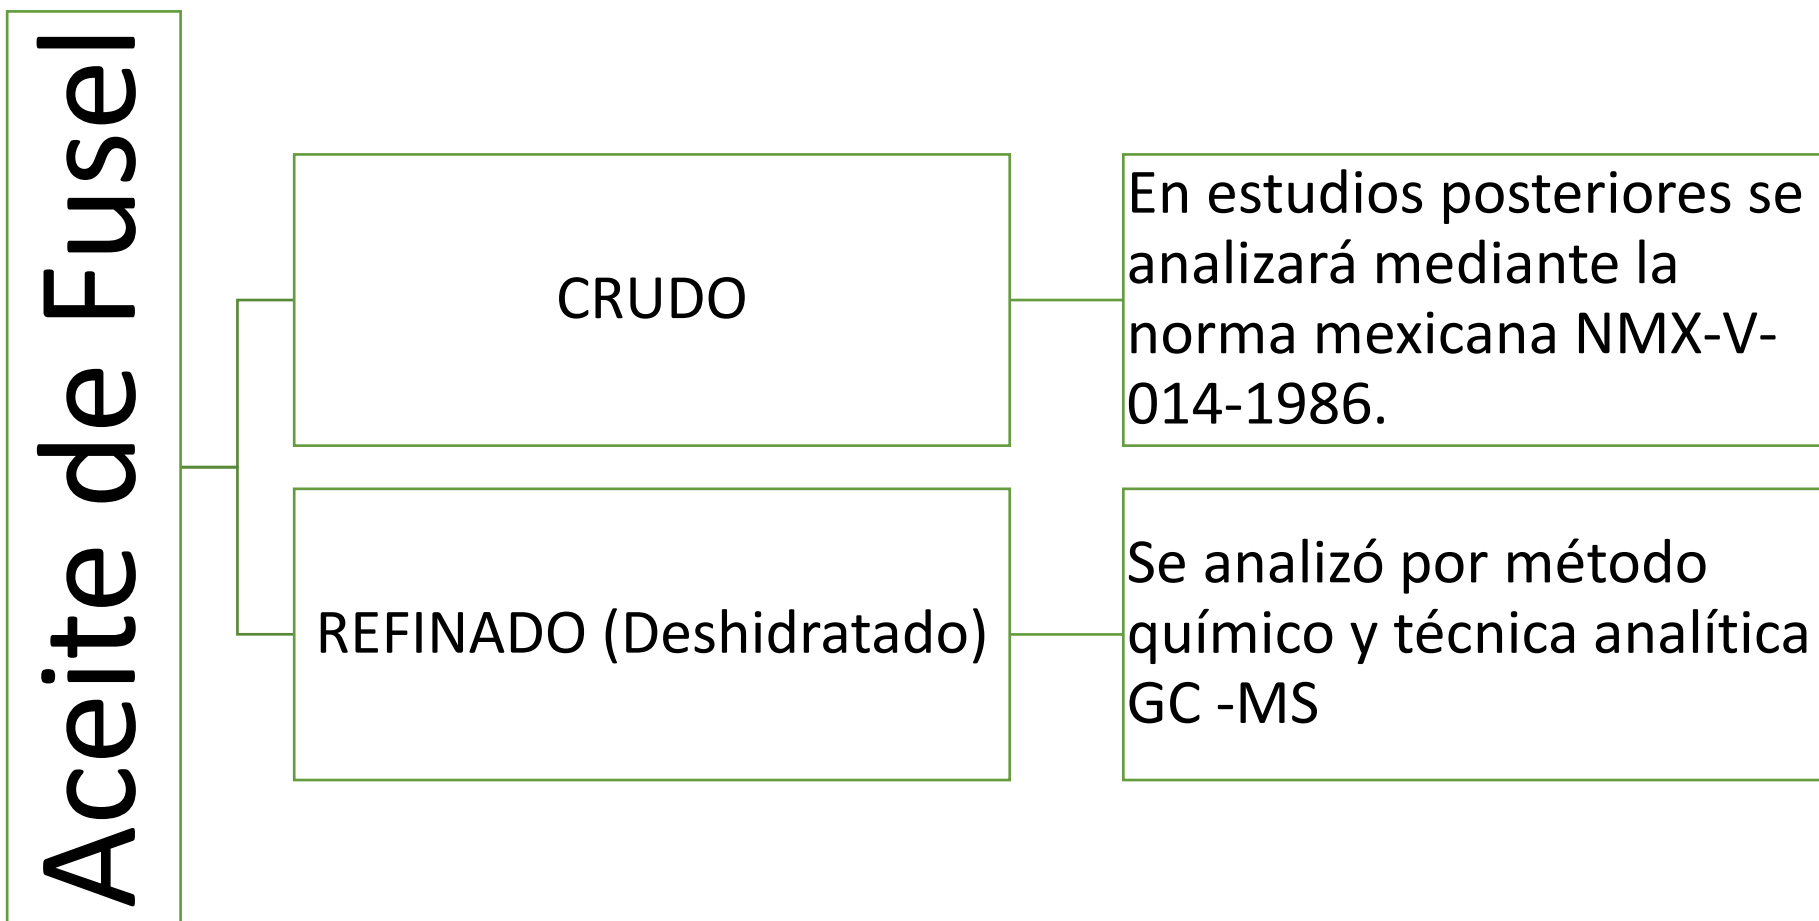 Aceite de Fusel
CRUDO
En estudios posteriores se
analizará mediante la
norma mexicana NMX-V-
014-1986.
REFINADO (Deshidratado)
Se analizó por método
químico y técnica analítica
GC -MS